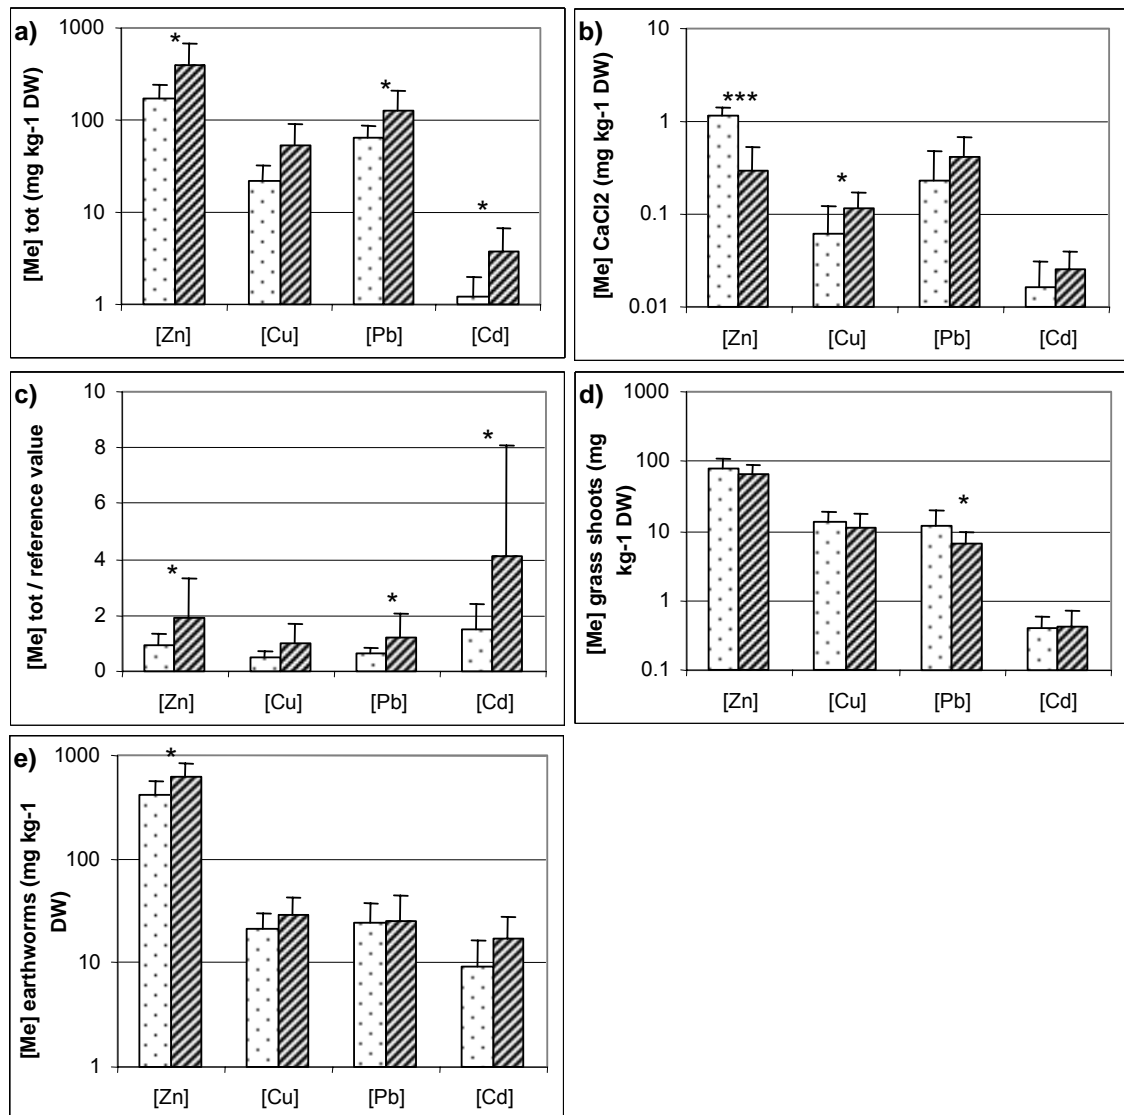 a)
[Me] tot (mg kg-1 DW)
1000
100
10
1
*
*
*
[Zn] [Cu] [Pb] [Cd]
b)
[Me] CaCl2 (mg kg-1 DW)
10
1
0.1
0.01
***
*
[Zn] [Cu] [Pb] [Cd]
c)
[Me] tot / reference value
10
8
6
4
2
0
*
*
*
[Zn] [Cu] [Pb] [Cd]
d)
[Me] grass shoots (mg
kg-1 DW)
1000
100
10
1
0.1
*
[Zn] [Cu] [Pb] [Cd]
e)
[Me] earthworms (mg kg-1
DW)
1000
100
10
1
*
[Zn] [Cu] [Pb] [Cd]